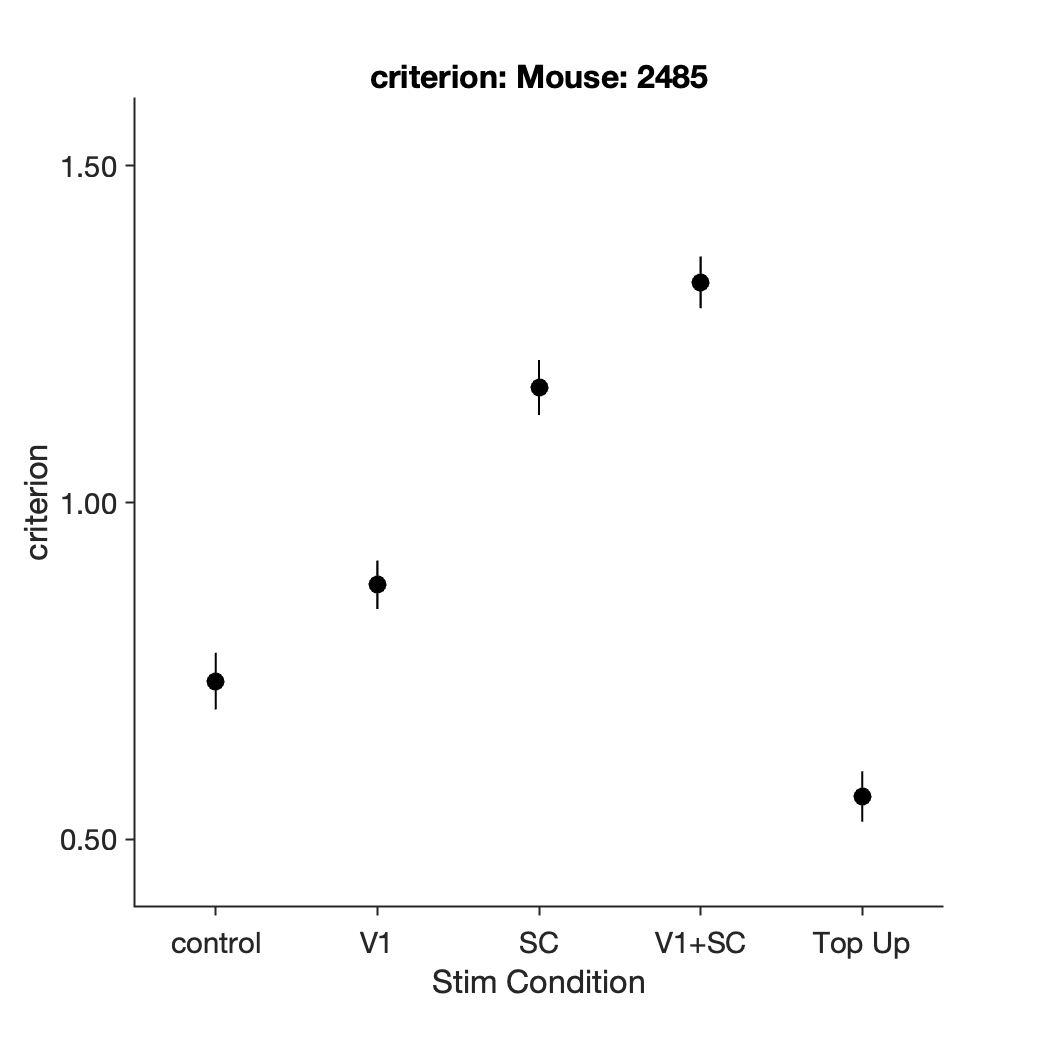 criterion: Mouse: 2485
1.50
1.00
0.50
criterion
control V1 SC V1+SC Top Up
Stim Condition